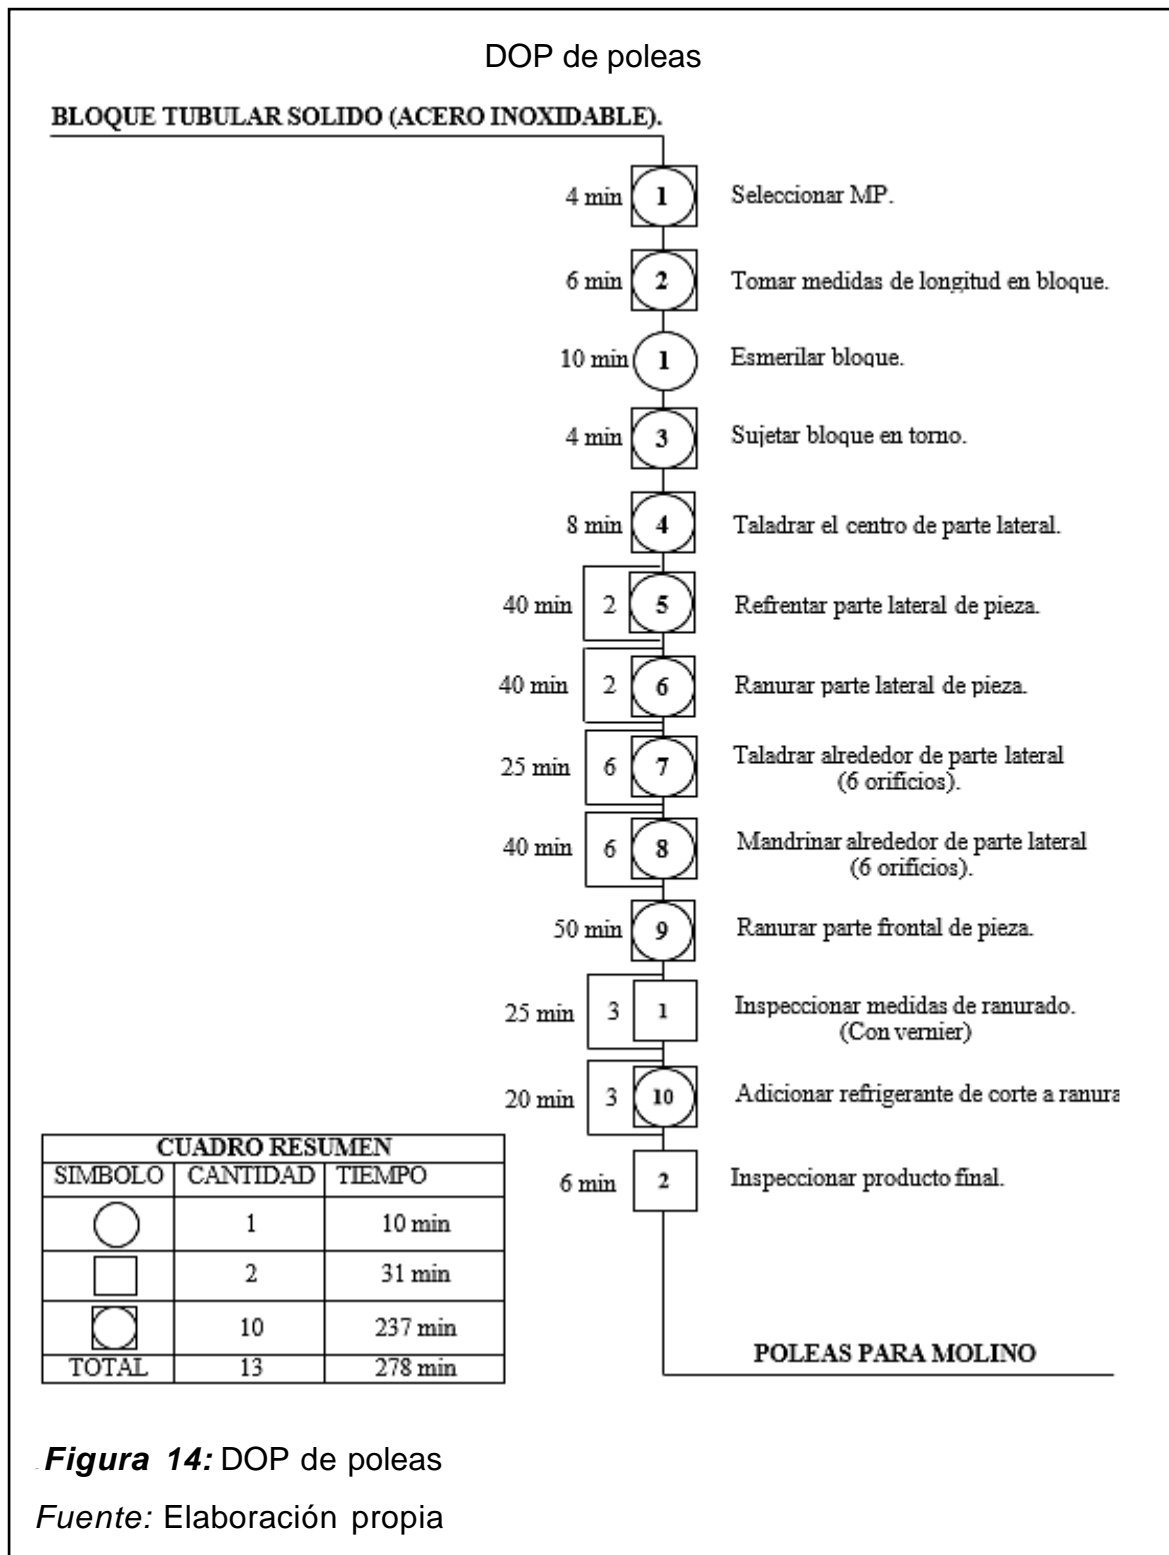 DOP de poleas
BLOQUE TUBULAR SOLIDO (ACERO INOXIDABLE).
4 min 1 Seleccionar MP.
6 min 2 Tomar medidas de longitud en bloque.
10 min 1 Esmerilar bloque.
4 min 3 Sujetar bloque en torno.
8 min 4 Taladrar el centro de parte lateral.
40 min 2 5 Refrentar parte lateral de pieza.
40 min 2 6 Ranurar parte lateral de pieza.
25 min 6 7 Taladrar alrededor de parte lateral
(6 orificios).
40 min 6 8 Mandrinar alrededor de parte lateral
(6 orificios).
50 min 9 Ranurar parte frontal de pieza.
25 min 3 1 Inspeccionar medidas de ranurado.
(Con vernier)
20 min 3 10 Adicionar refrigerante de corte a ranura
6 min 2 Inspeccionar producto final.
CUADRO RESUMEN
SIMBOLO CANTIDAD TIEMPO
1 10 min
2 31 min
10 237 min
TOTAL 13 278 min
POLEAS PARA MOLINO
Figura 14: DOP de poleas
Fuente: Elaboración propia